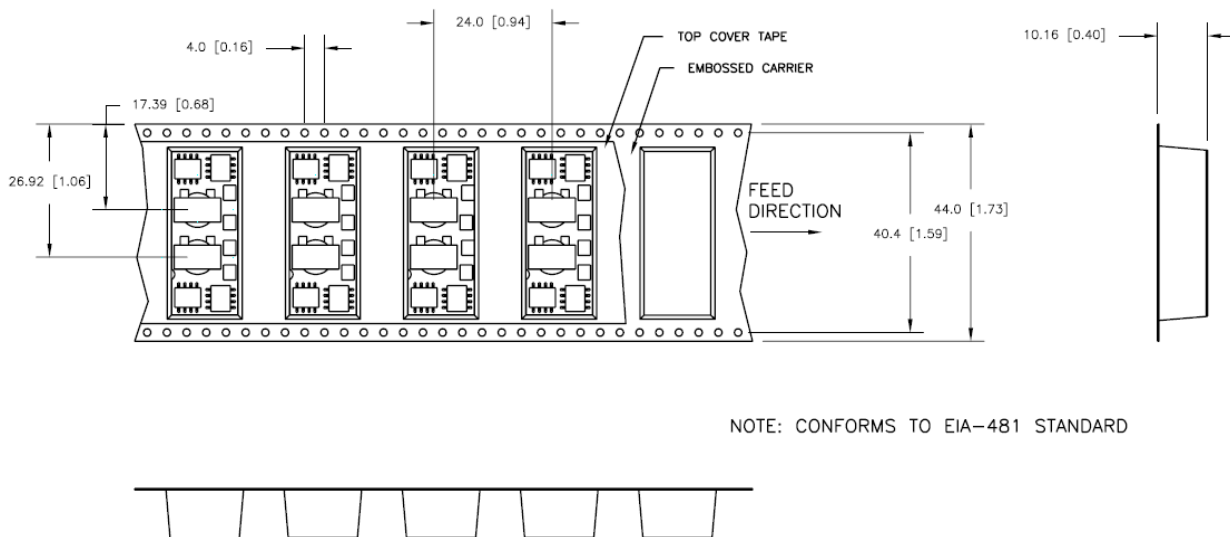 24.0 [0.94]
4.0 [0.16]
TOP COVER TAPE
10.16 [0.40]
EMBOSSED CARRIER
17.39 [0.68]
26.92 [1.06]
FEED
DIRECTION
44.0 [1.73]
40.4 [1.59]
NOTE: CONFORMS TO EIA-481 STANDARD